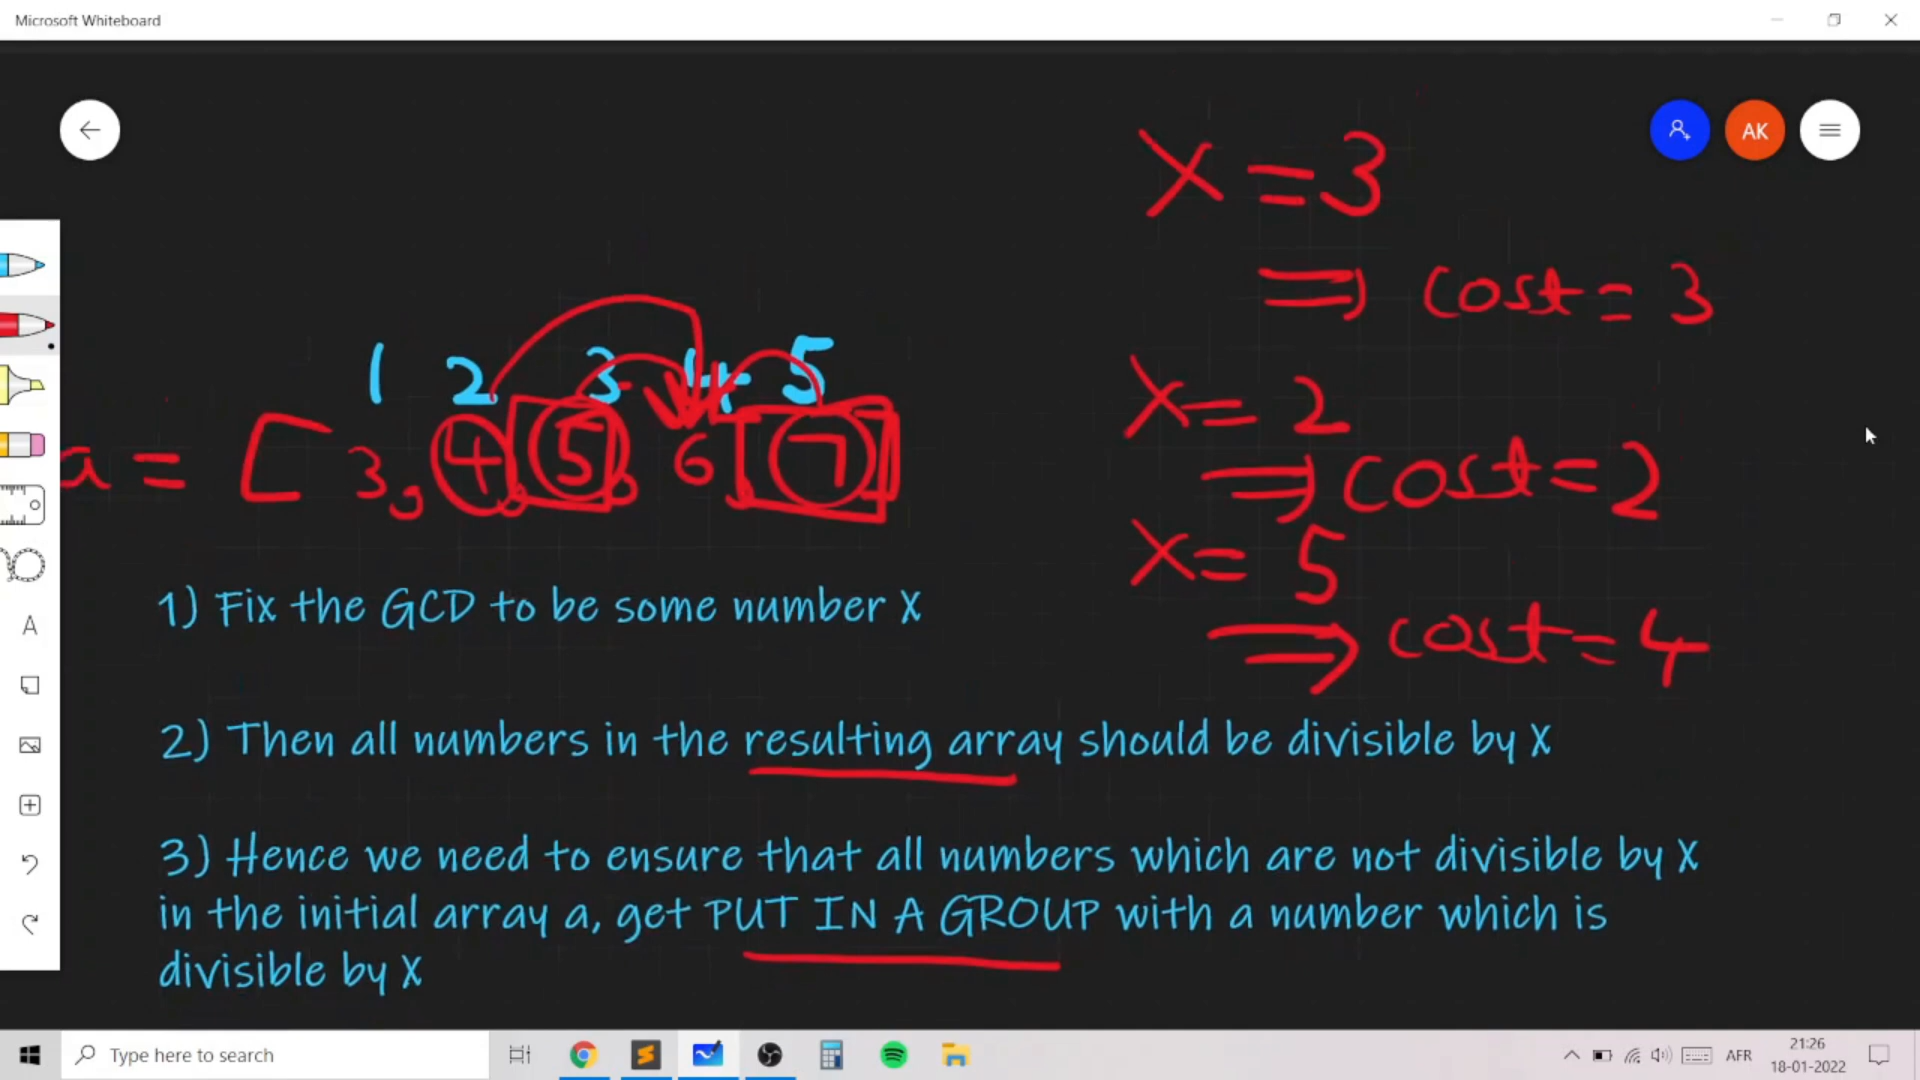 Microsoft Whiteboard
AK
X = 3
⇒ cost = 3
1 2 3 4 5
X = 2
a = [ 3, 4, 5, 6, 7 ]
⇒ cost = 2
X = 5
1) Fix the GCD to be some number X
⇒ cost = 4
2) Then all numbers in the resulting array should be divisible by X
3) Hence we need to ensure that all numbers which are not divisible by X
in the initial array a, get PUT IN A GROUP with a number which is
divisible by X
Type here to search
AFR
21:26
18-01-2022